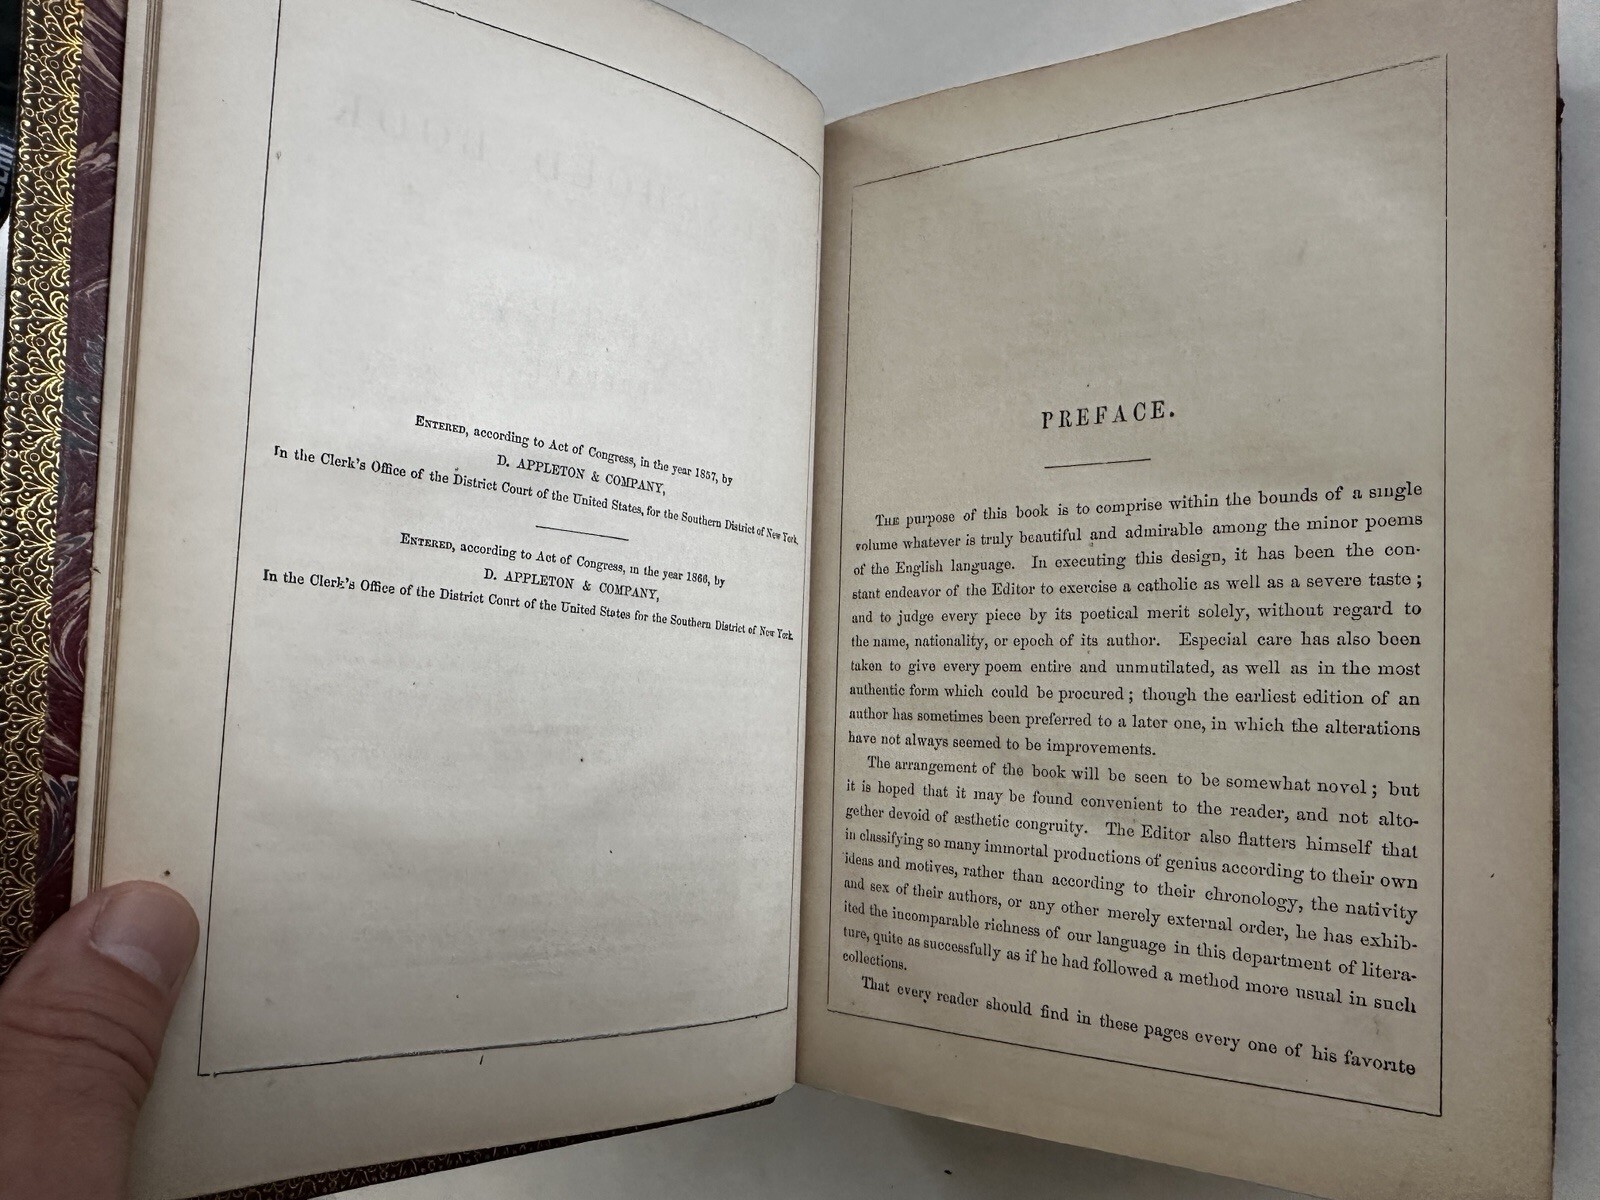 ENTERED, according to Act of Congress, in the year 1857, by
D. APPLETON & COMPANY,
In the Clerk's Office of the District Court of the United States, for the Southern District of New York.
ENTERED, according to Act of Congress, in the year 1866, by
D. APPLETON & COMPANY,
In the Clerk's Office of the District Court of the United States for the Southern District of New York.
PREFACE.
THE purpose of this book is to comprise within the bounds of a single
volume whatever is truly beautiful and admirable among the minor poems
of the English language. In executing this design, it has been the con-
stant endeavor of the Editor to exercise a catholic as well as a severe taste;
and to judge every piece by its poetical merit solely, without regard to
the name, nationality, or epoch of its author. Especial care has also been
taken to give every poem entire and unmutilated, as well as in the most
authentic form which could be procured; though the earliest edition of an
author has sometimes been preferred to a later one, in which the alterations
have not always seemed to be improvements.
The arrangement of the book will be seen to be somewhat novel; but
it is hoped that it may be found convenient to the reader, and not alto-
gether devoid of æsthetic congruity. The Editor also flatters himself that
in classifying so many immortal productions of genius according to their own
ideas and motives, rather than according to their chronology, the nativity
and sex of their authors, or any other merely external order, he has exhib-
ited the incomparable richness of our language in this department of litera-
ture, quite as successfully as if he had followed a method more usual in such
collections.
That every reader should find in these pages every one of his favorite